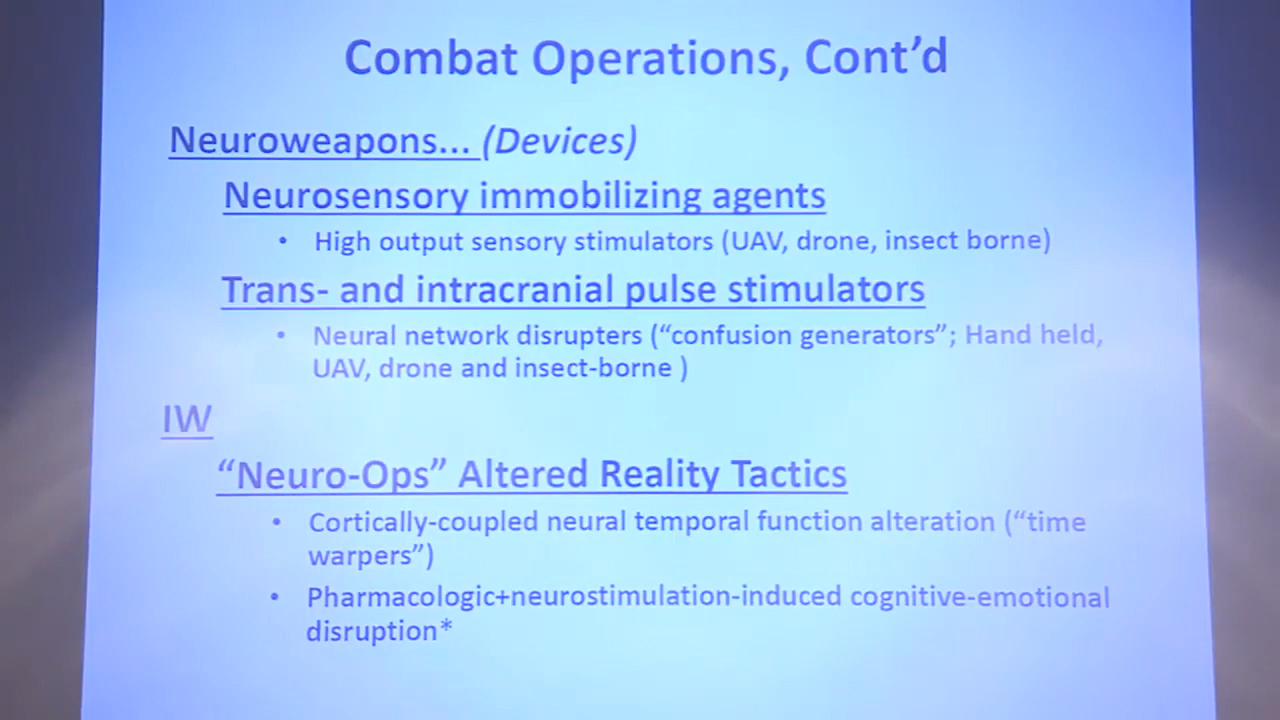 Combat Operations, Cont’d
Neuroweapons... (Devices)
Neurosensory immobilizing agents
• High output sensory stimulators (UAV, drone, insect borne)
Trans- and intracranial pulse stimulators
• Neural network disrupters (“confusion generators”; Hand held,
UAV, drone and insect-borne )
IW
“Neuro-Ops” Altered Reality Tactics
• Cortically-coupled neural temporal function alteration (“time
warpers”)
• Pharmacologic+neurostimulation-induced cognitive-emotional
disruption*